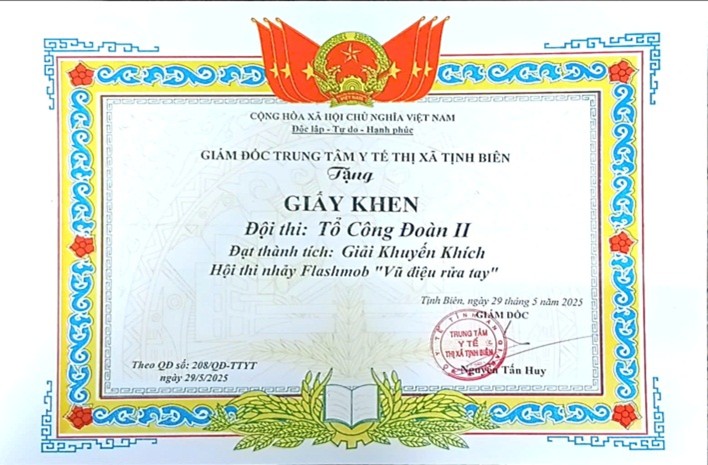 CỘNG HÒA XÃ HỘI CHỦ NGHĨA ViỆT NAM
Độc lập - Tự do - Hạnh phúc
GIÁM ĐỐC TRUNG TÂM Y TẾ THỊ XÃ TỊNH BIÊN
Tặng
GIẤY KHEN
Đội thi: Tổ Công Đoàn II
Đạt thành tích: Giải Khuyến Khích
Hội thi nhảy Flashmob "Vũ điệu rửa tay"
Tịnh Biên, ngày 29 tháng 5 năm 2025
GIÁM ĐỐC
TRUNG TÂM
Y TẾ
THỊ XÃ TỊNH BIÊN
Nguyễn Tấn Huy
Theo QĐ số: 208/QĐ-TTYT
ngày 29/5/2025